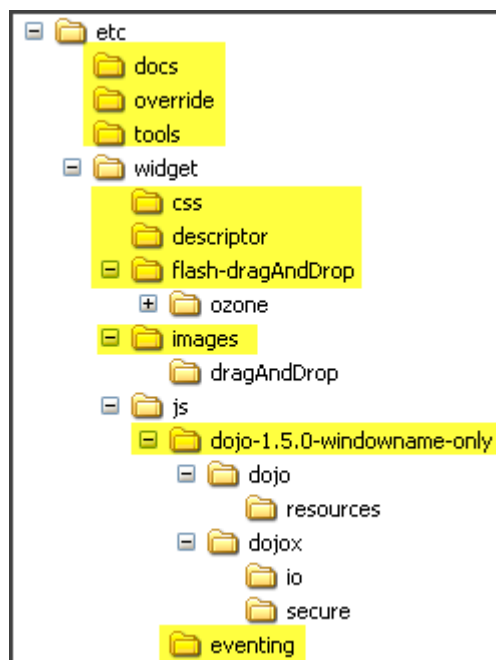 etc
docs
override
tools
widget
css
descriptor
flash-dragAndDrop
ozone
images
dragAndDrop
js
dojo-1.5.0-windowname-only
dojo
resources
dojox
io
secure
eventing